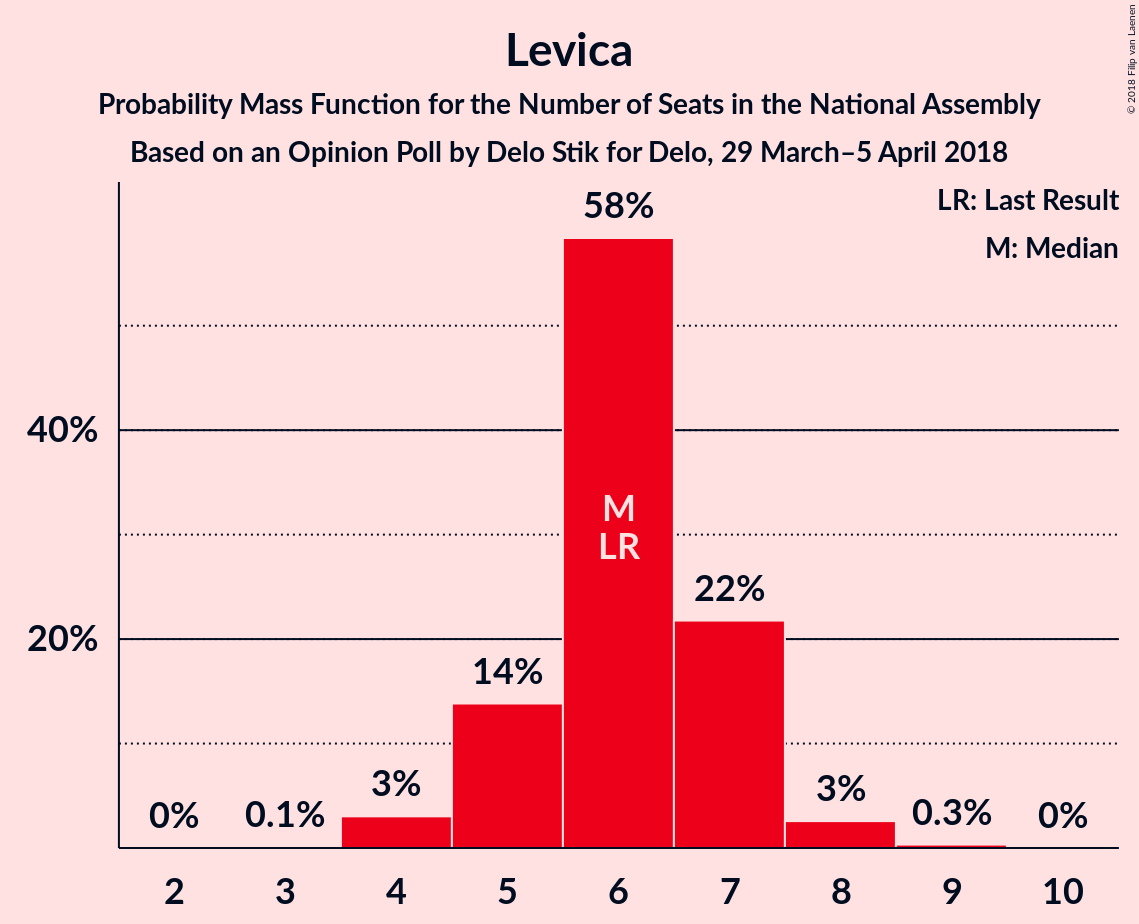 Levica
Probability Mass Function for the Number of Seats in the National Assembly
Based on an Opinion Poll by Delo Stik for Delo, 29 March–5 April 2018
© 2018 Filip van Laenen
LR: Last Result
M: Median
58%
40%
M
LR
22%
20%
14%
3%
3%
0%
0.1%
0.3%
0%
2 3 4 5 6 7 8 9 10